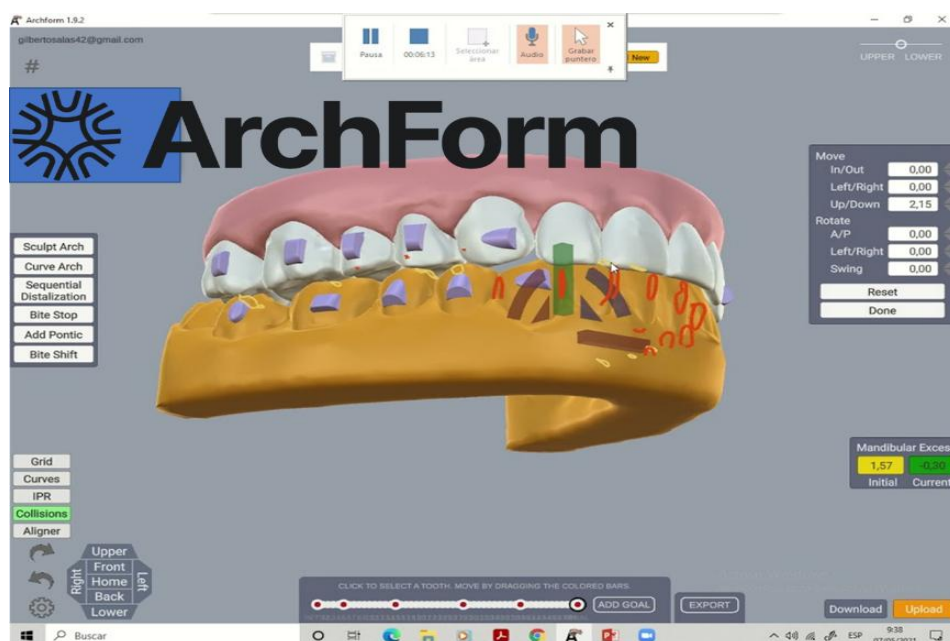 Archform 1.9.2
gilbertosalas42@gmail.com
#
Pausa
00:06:13
Seleccionar
área
Audio
Grabar
puntero
New
UPPER LOWER
ArchForm
Move
In/Out 0,00
Left/Right 0,00
Up/Down 2,15
Rotate
A/P 0,00
Left/Right 0,00
Swing 0,00
Reset
Done
Sculpt Arch
Curve Arch
Sequential
Distalization
Bite Stop
Add Pontic
Bite Shift
Mandibular Exces
1,57 -0,30
Initial Current
Grid
Curves
IPR
Collisions
Aligner
Upper
Front
Right Home Left
Back
Lower
CLICK TO SELECT A TOOTH. MOVE BY DRAGGING THE COLORED BARS.
ADD GOAL
EXPORT
Download
Upload
Buscar
ESP
9:38